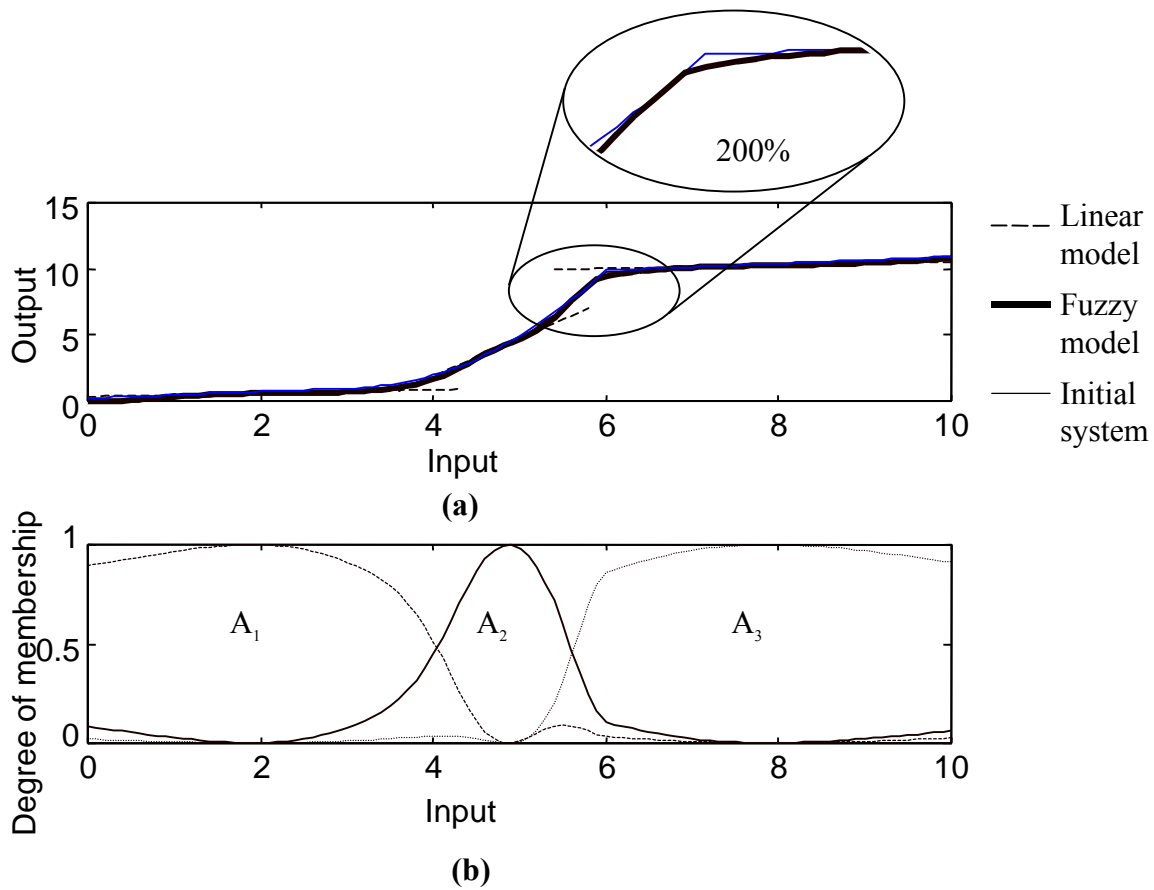 200%
15
10
5
0
Output
0 2 4 6 8 10
Input
(a)
Linear
model
Fuzzy
model
Initial
system
1
0.5
0
Degree of membership
A₁ A₂ A₃
0 2 4 6 8 10
Input
(b)